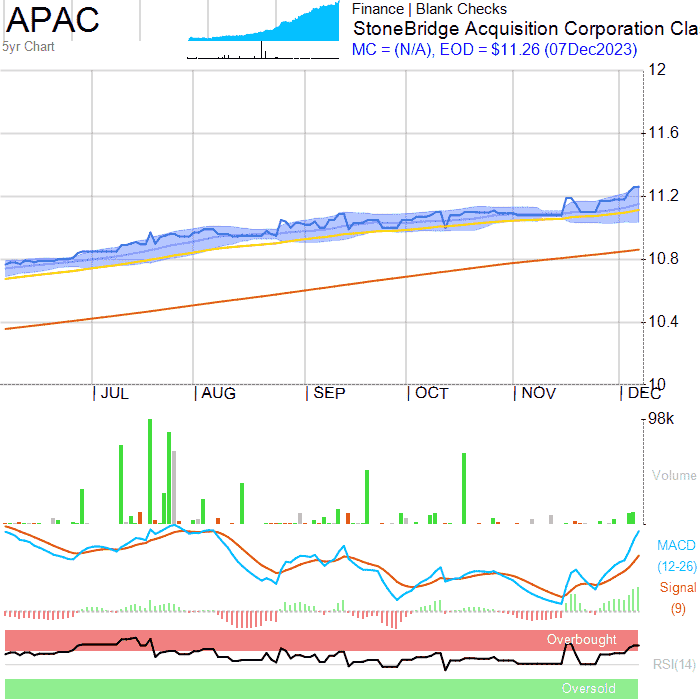 APAC
5yr Chart
Finance | Blank Checks
StoneBridge Acquisition Corporation Cla
MC = (N/A), EOD = $11.26 (07Dec2023)
12
11.6
11.2
10.8
10.4
10
JUL AUG SEP OCT NOV DEC
98k
Volume
MACD
(12-26)
Signal
(9)
Overbought
RSI(14)
Oversold